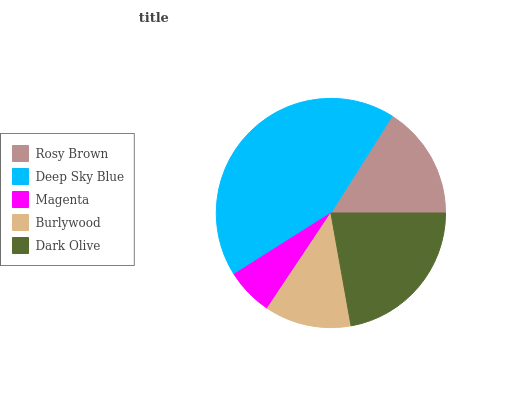 title
Rosy Brown
Deep Sky Blue
Magenta
Burlywood
Dark Olive